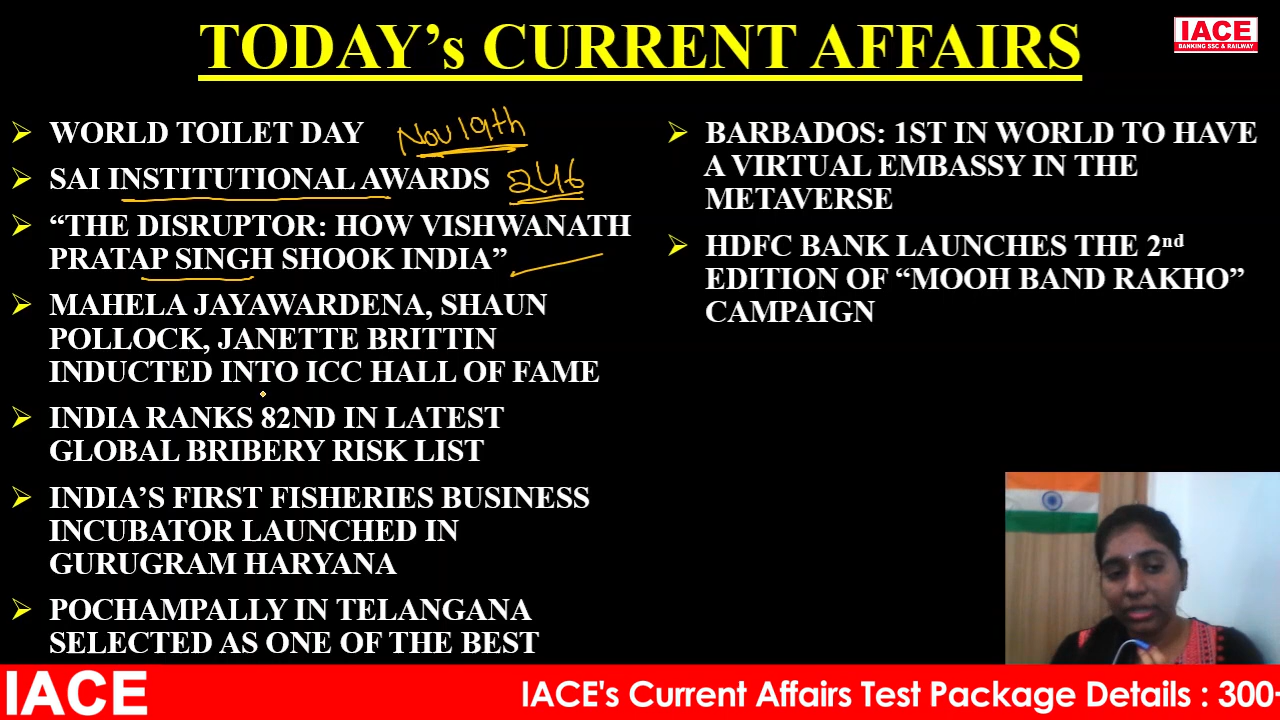 TODAY's CURRENT AFFAIRS
IACE
BANKING SSC & RAILWAY
WORLD TOILET DAY Nov 19th
SAI INSTITUTIONAL AWARDS 246
“THE DISRUPTOR: HOW VISHWANATH
PRATAP SINGH SHOOK INDIA”
MAHELA JAYAWARDENA, SHAUN
POLLOCK, JANETTE BRITTIN
INDUCTED INTO ICC HALL OF FAME
INDIA RANKS 82ND IN LATEST
GLOBAL BRIBERY RISK LIST
INDIA’S FIRST FISHERIES BUSINESS
INCUBATOR LAUNCHED IN
GURUGRAM HARYANA
POCHAMPALLY IN TELANGANA
SELECTED AS ONE OF THE BEST
BARBADOS: 1ST IN WORLD TO HAVE
A VIRTUAL EMBASSY IN THE
METAVERSE
HDFC BANK LAUNCHES THE 2nd
EDITION OF “MOOH BAND RAKHO”
CAMPAIGN
IACE
IACE's Current Affairs Test Package Details : 300